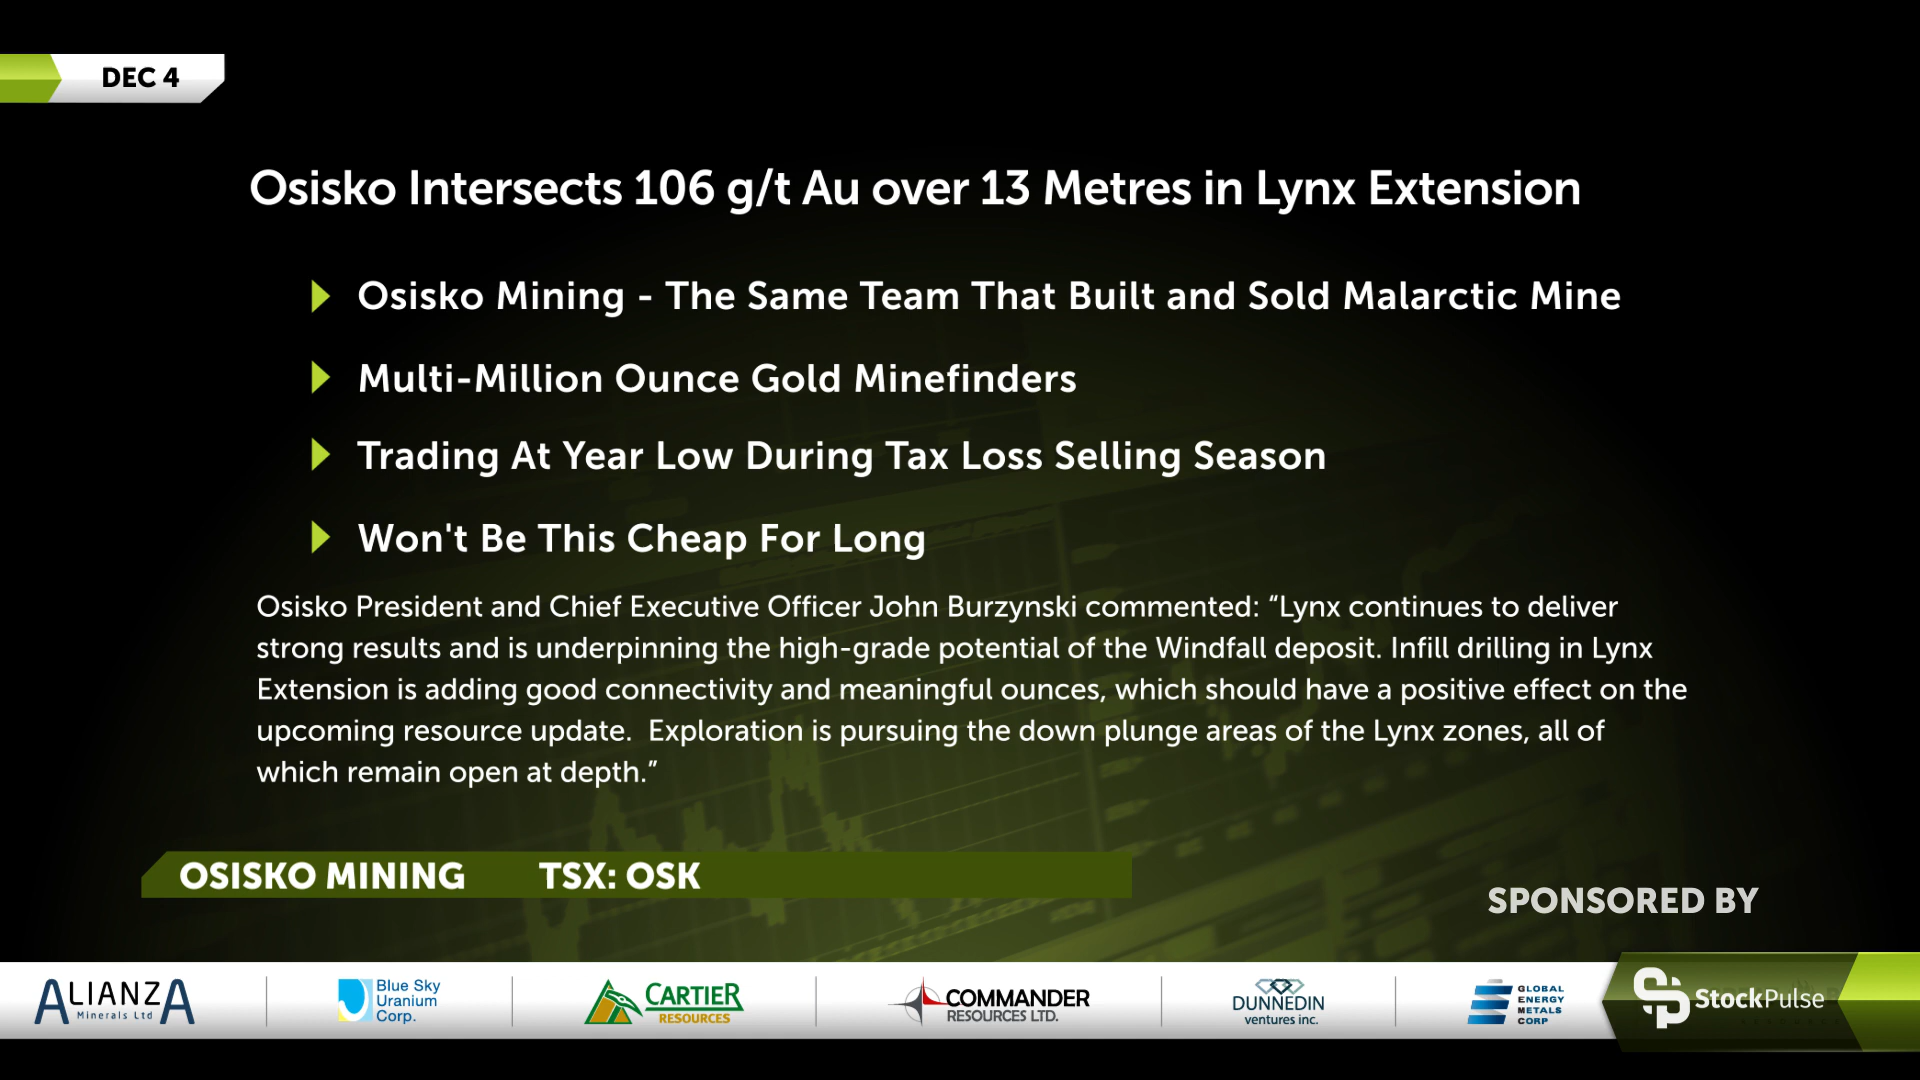 DEC 4
Osisko Intersects 106 g/t Au over 13 Metres in Lynx Extension
Osisko Mining - The Same Team That Built and Sold Malarctic Mine
Multi-Million Ounce Gold Minefinders
Trading At Year Low During Tax Loss Selling Season
Won't Be This Cheap For Long
Osisko President and Chief Executive Officer John Burzynski commented: “Lynx continues to deliver
strong results and is underpinning the high-grade potential of the Windfall deposit. Infill drilling in Lynx
Extension is adding good connectivity and meaningful ounces, which should have a positive effect on the
upcoming resource update.  Exploration is pursuing the down plunge areas of the Lynx zones, all of
which remain open at depth.”
OSISKO MINING TSX: OSK
SPONSORED BY
ALIANZA
Minerals Ltd
Blue Sky
Uranium
Corp.
CARTIER
RESOURCES
COMMANDER
RESOURCES LTD.
DUNNEDIN
ventures inc.
GLOBAL
ENERGY
METALS
CORP
StockPulse